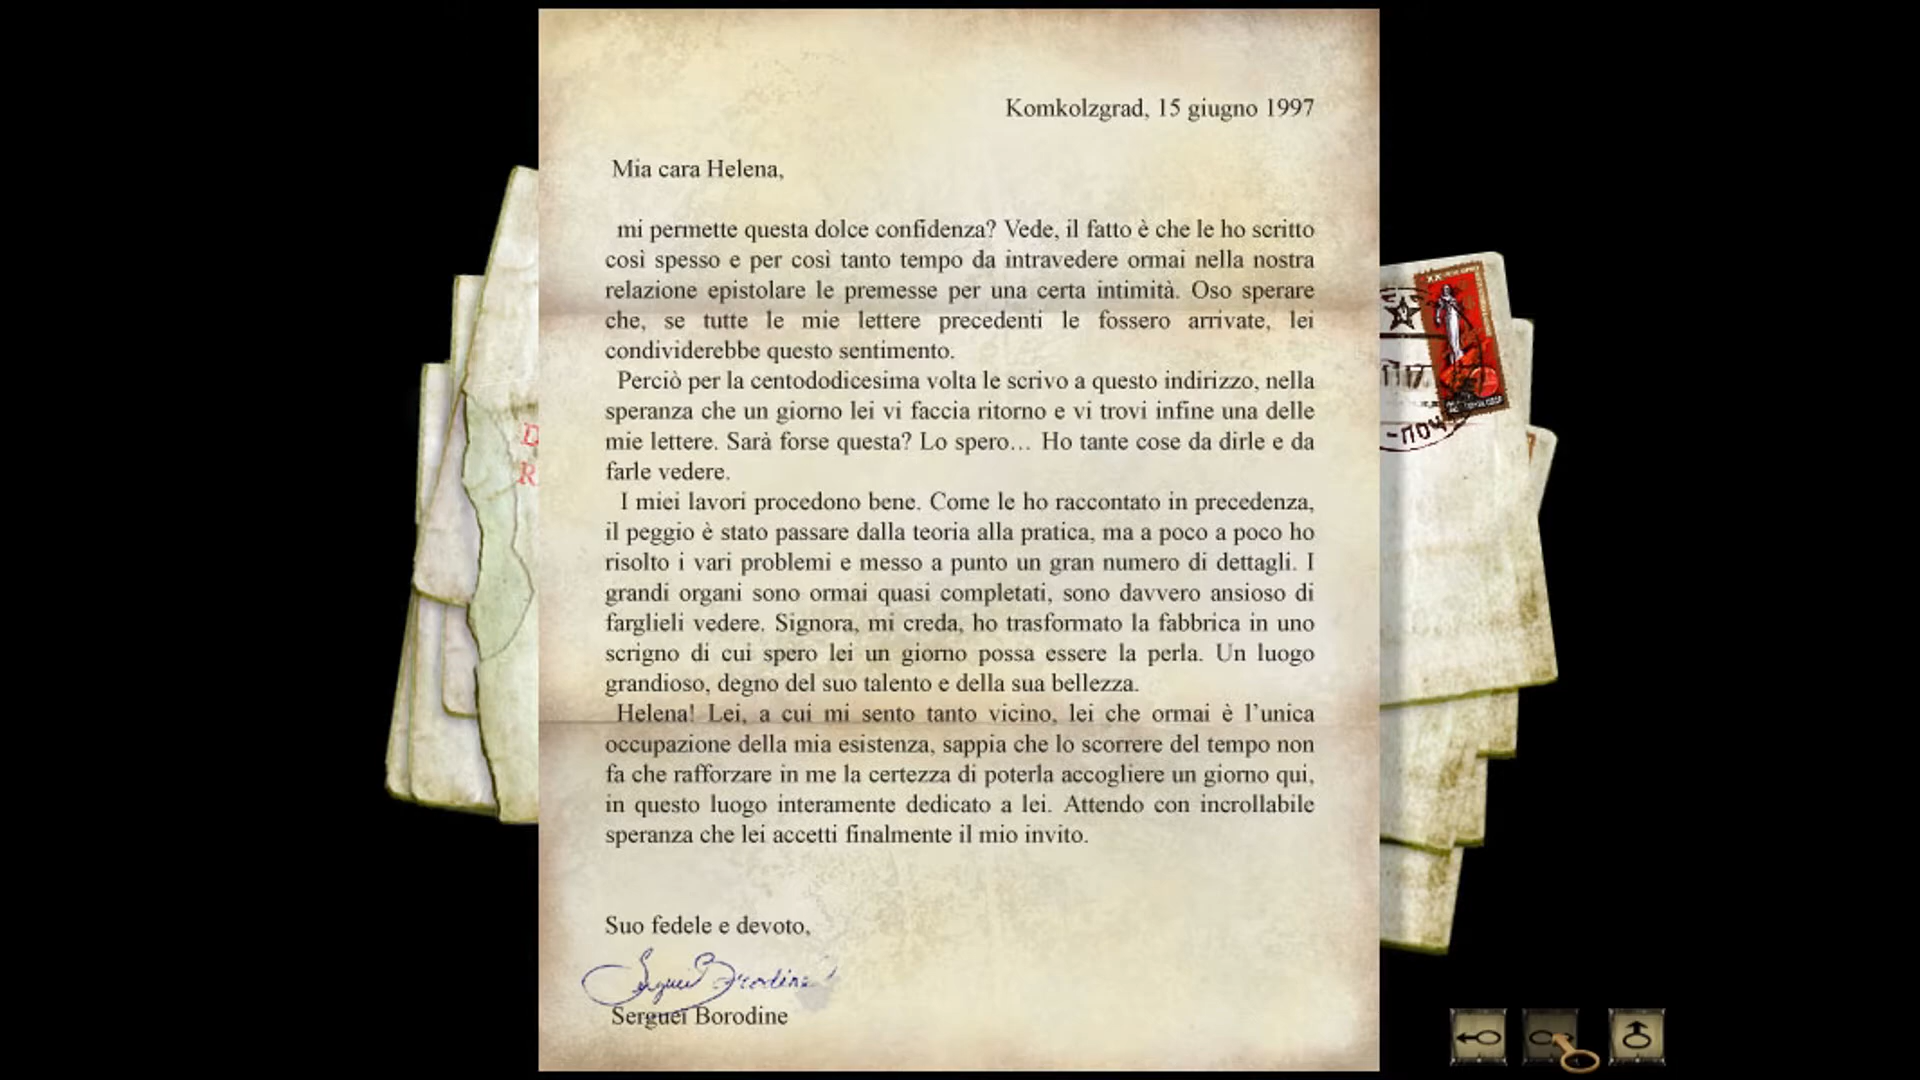 Komkolzgrad, 15 giugno 1997
Mia cara Helena,
mi permette questa dolce confidenza? Vede, il fatto è che le ho scritto
così spesso e per così tanto tempo da intravedere ormai nella nostra
relazione epistolare le premesse per una certa intimità. Oso sperare
che, se tutte le mie lettere precedenti le fossero arrivate, lei
condividerebbe questo sentimento.
Perciò per la centododicesima volta le scrivo a questo indirizzo, nella
speranza che un giorno lei vi faccia ritorno e vi trovi infine una delle
mie lettere. Sarà forse questa? Lo spero… Ho tante cose da dirle e da
farle vedere.
I miei lavori procedono bene. Come le ho raccontato in precedenza,
il peggio è stato passare dalla teoria alla pratica, ma a poco a poco ho
risolto i vari problemi e messo a punto un gran numero di dettagli. I
grandi organi sono ormai quasi completati, sono davvero ansioso di
farglieli vedere. Signora, mi creda, ho trasformato la fabbrica in uno
scrigno di cui spero lei un giorno possa essere la perla. Un luogo
grandioso, degno del suo talento e della sua bellezza.
Helena! Lei, a cui mi sento tanto vicino, lei che ormai è l’unica
occupazione della mia esistenza, sappia che lo scorrere del tempo non
fa che rafforzare in me la certezza di poterla accogliere un giorno qui,
in questo luogo interamente dedicato a lei. Attendo con incrollabile
speranza che lei accetti finalmente il mio invito.
Suo fedele e devoto,
Serguei Borodine
Serguei Borodine